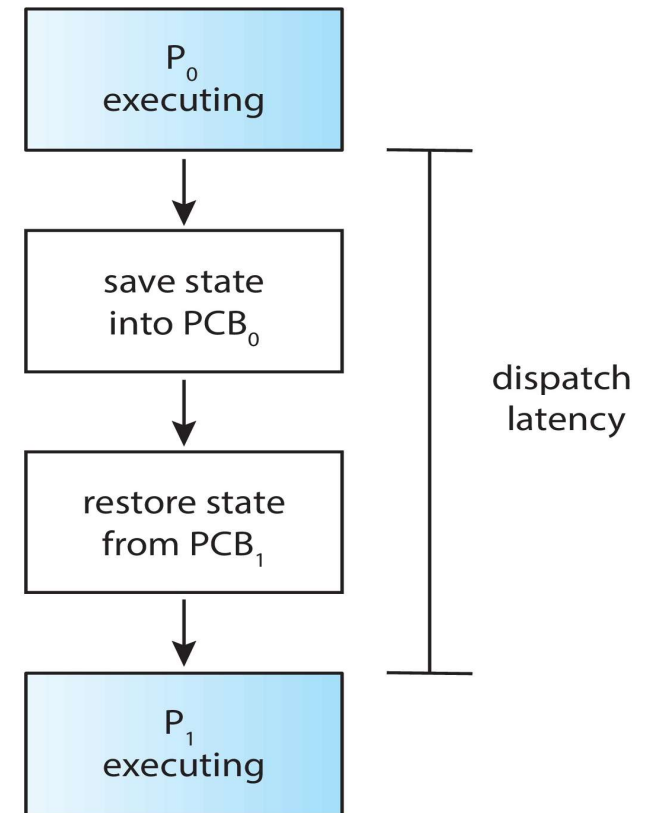 P₀
executing
save state
into PCB₀
dispatch
latency
restore state
from PCB₁
P₁
executing